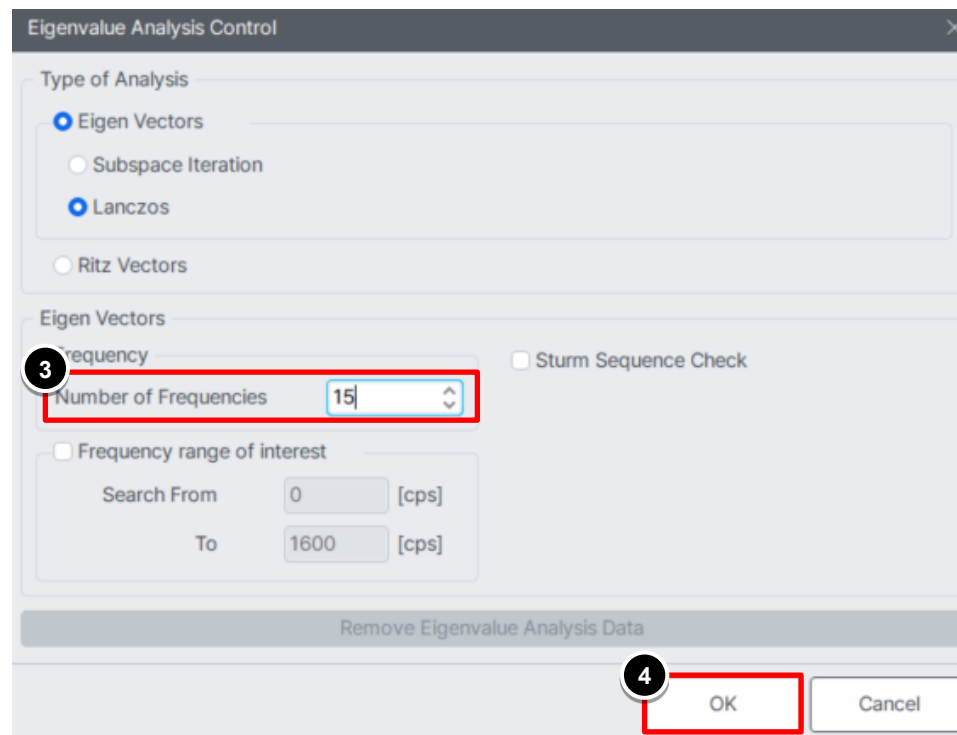 Eigenvalue Analysis Control
Type of Analysis
Eigen Vectors
Subspace Iteration
Lanczos
Ritz Vectors
Eigen Vectors
3 requency
Sturm Sequence Check
Number of Frequencies 15
Frequency range of interest
Search From 0 [cps]
To 1600 [cps]
Remove Eigenvalue Analysis Data
4
OK Cancel